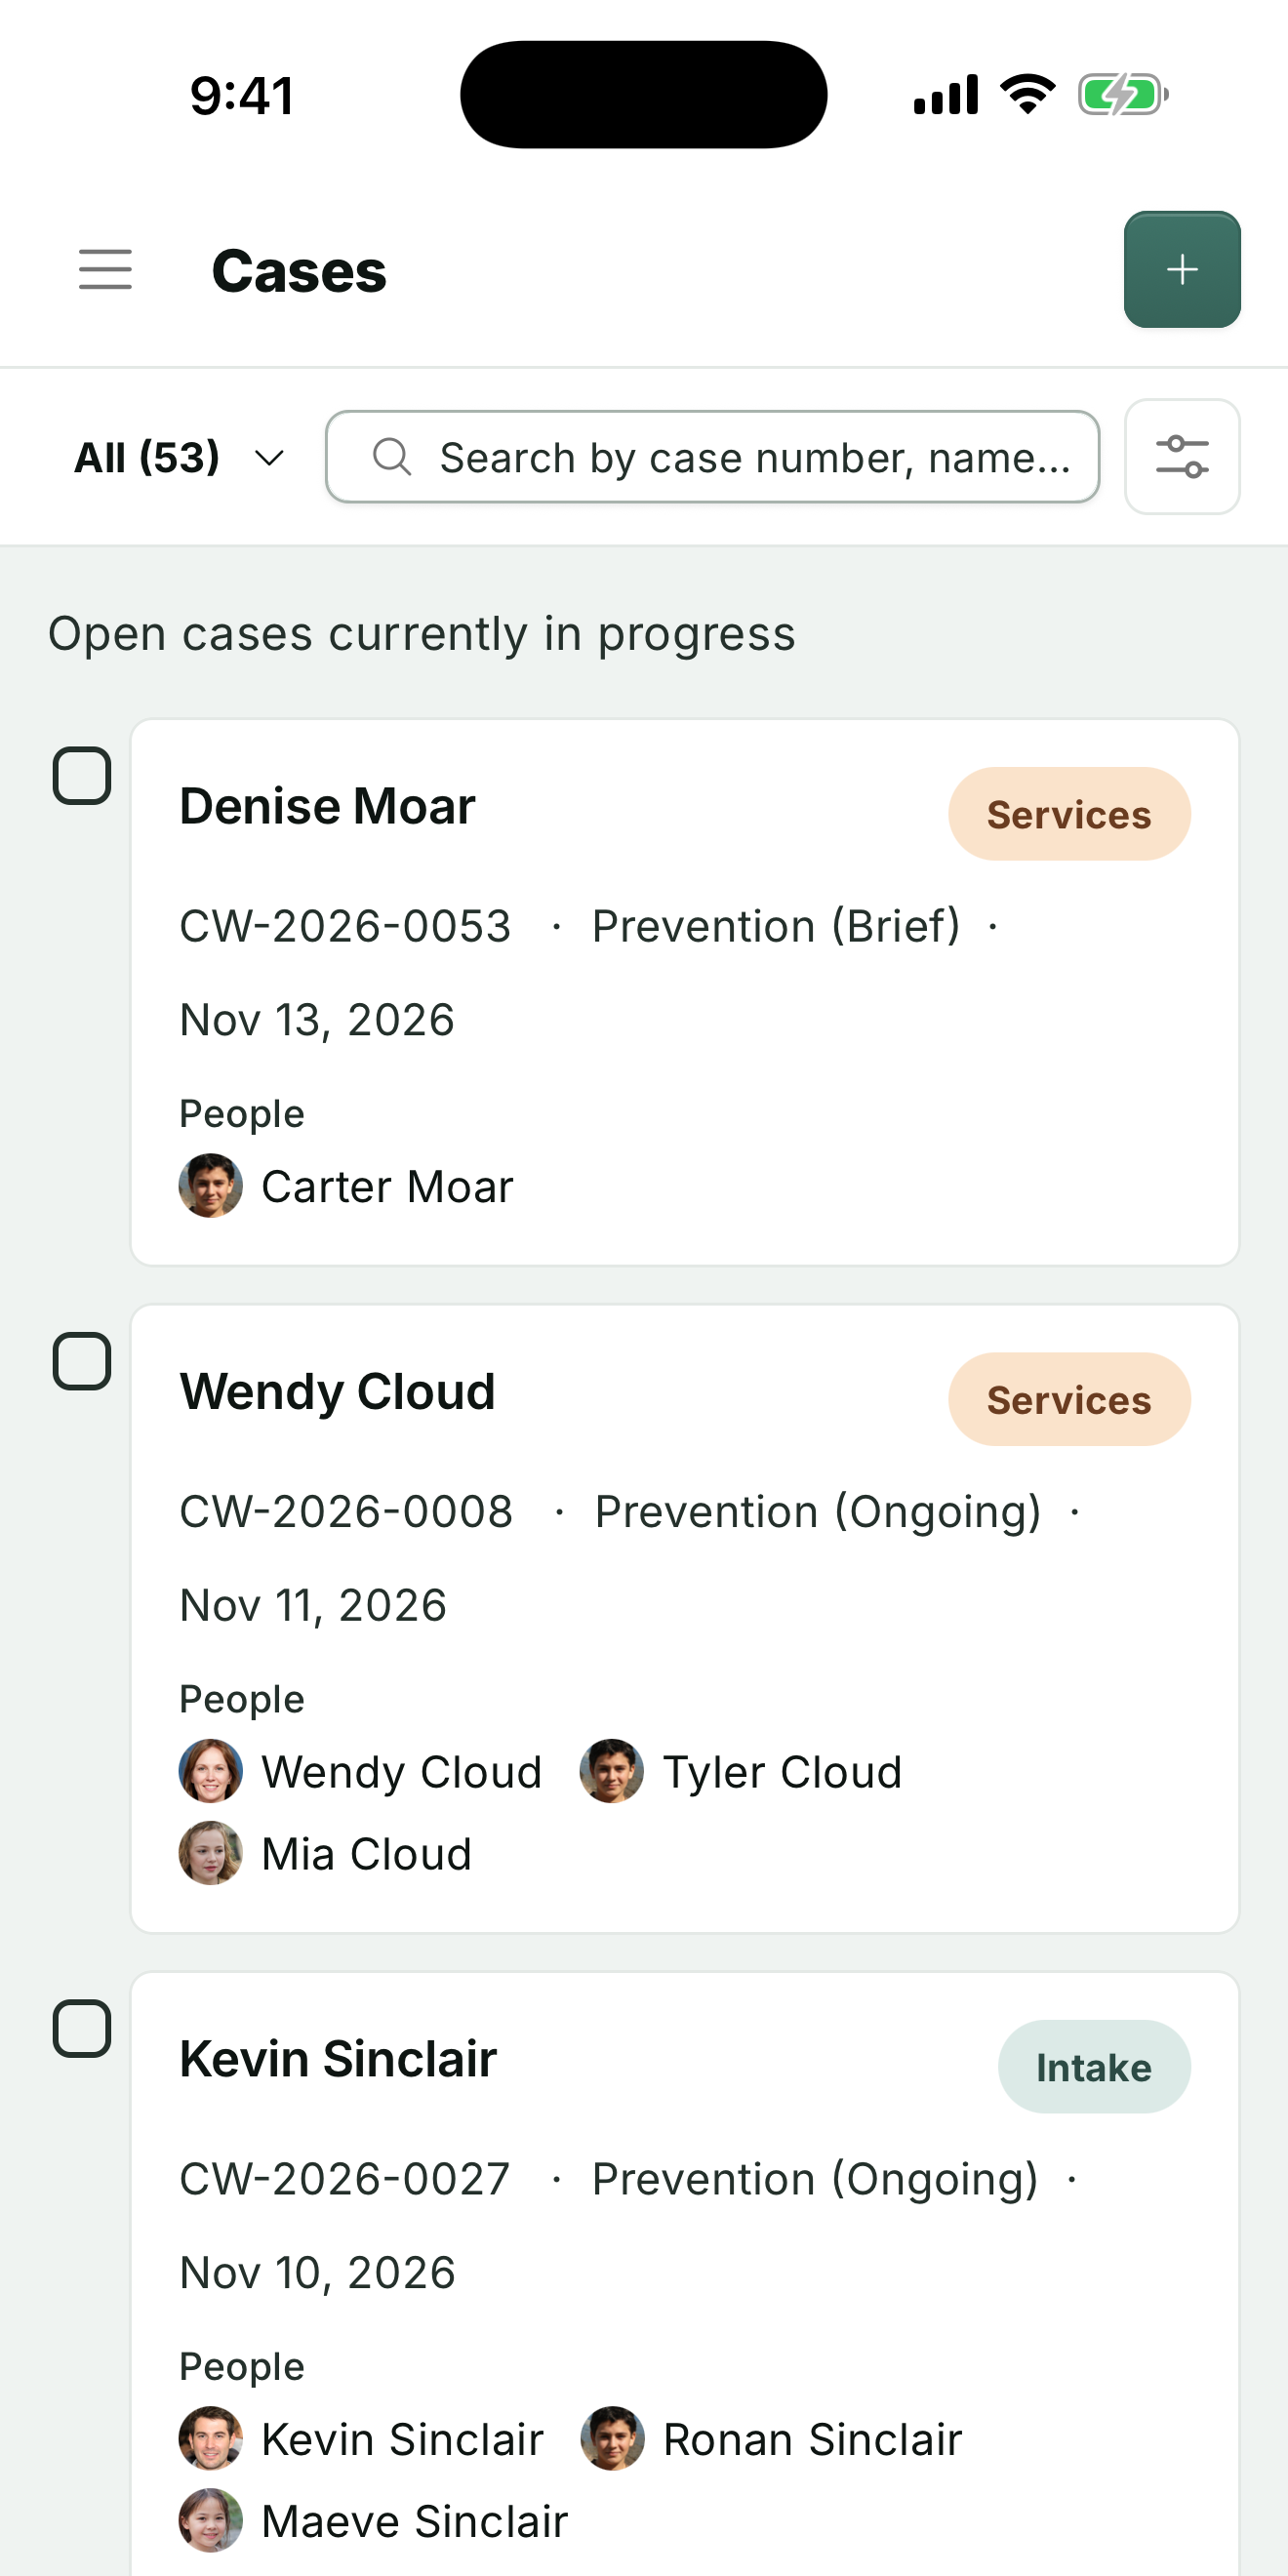 9:41
Cases
All (53)
Search by case number, name...
Open cases currently in progress
Denise Moar
Services
CW-2026-0053 · Prevention (Brief) ·
Nov 13, 2026
People
Carter Moar
Wendy Cloud
Services
CW-2026-0008 · Prevention (Ongoing) ·
Nov 11, 2026
People
Wendy Cloud Tyler Cloud
Mia Cloud
Kevin Sinclair
Intake
CW-2026-0027 · Prevention (Ongoing) ·
Nov 10, 2026
People
Kevin Sinclair Ronan Sinclair
Maeve Sinclair